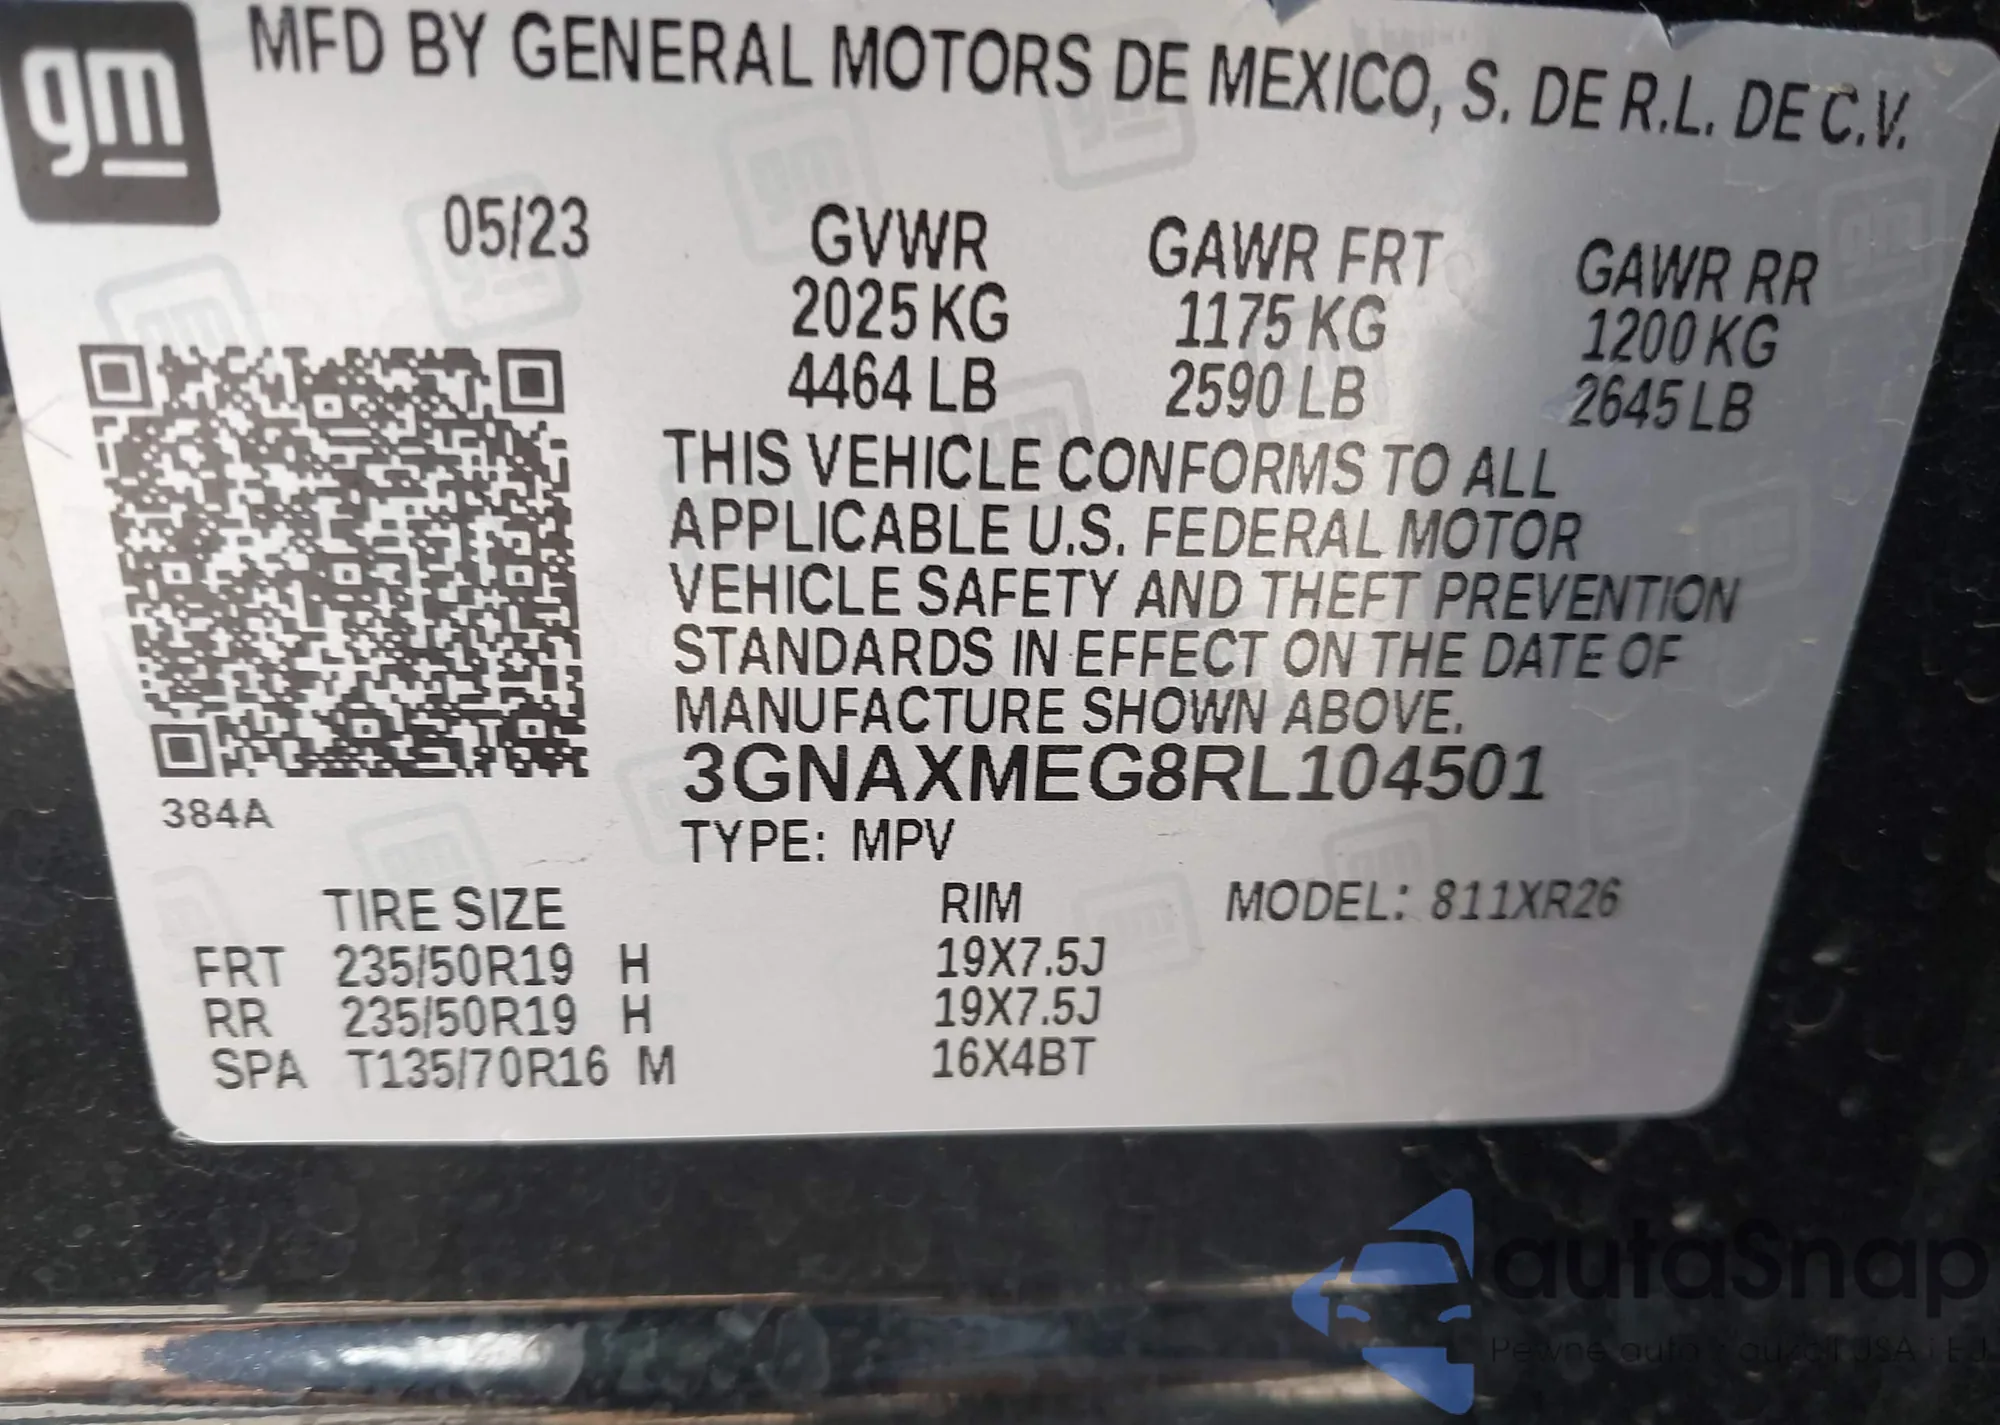 gm
MFD BY GENERAL MOTORS DE MEXICO, S. DE R.L. DE C.V.
05/23 GVWR GAWR FRT GAWR RR
2025 KG 1175 KG 1200 KG
4464 LB 2590 LB 2645 LB
THIS VEHICLE CONFORMS TO ALL
APPLICABLE U.S. FEDERAL MOTOR
VEHICLE SAFETY AND THEFT PREVENTION
STANDARDS IN EFFECT ON THE DATE OF
MANUFACTURE SHOWN ABOVE.
3GNAXMEG8RL104501
384A
TYPE: MPV
TIRE SIZE RIM MODEL: 811XR26
FRT 235/50R19 H 19X7.5J
RR 235/50R19 H 19X7.5J
SPA T135/70R16 M 16X4BT
autaSnap
Pewne auta